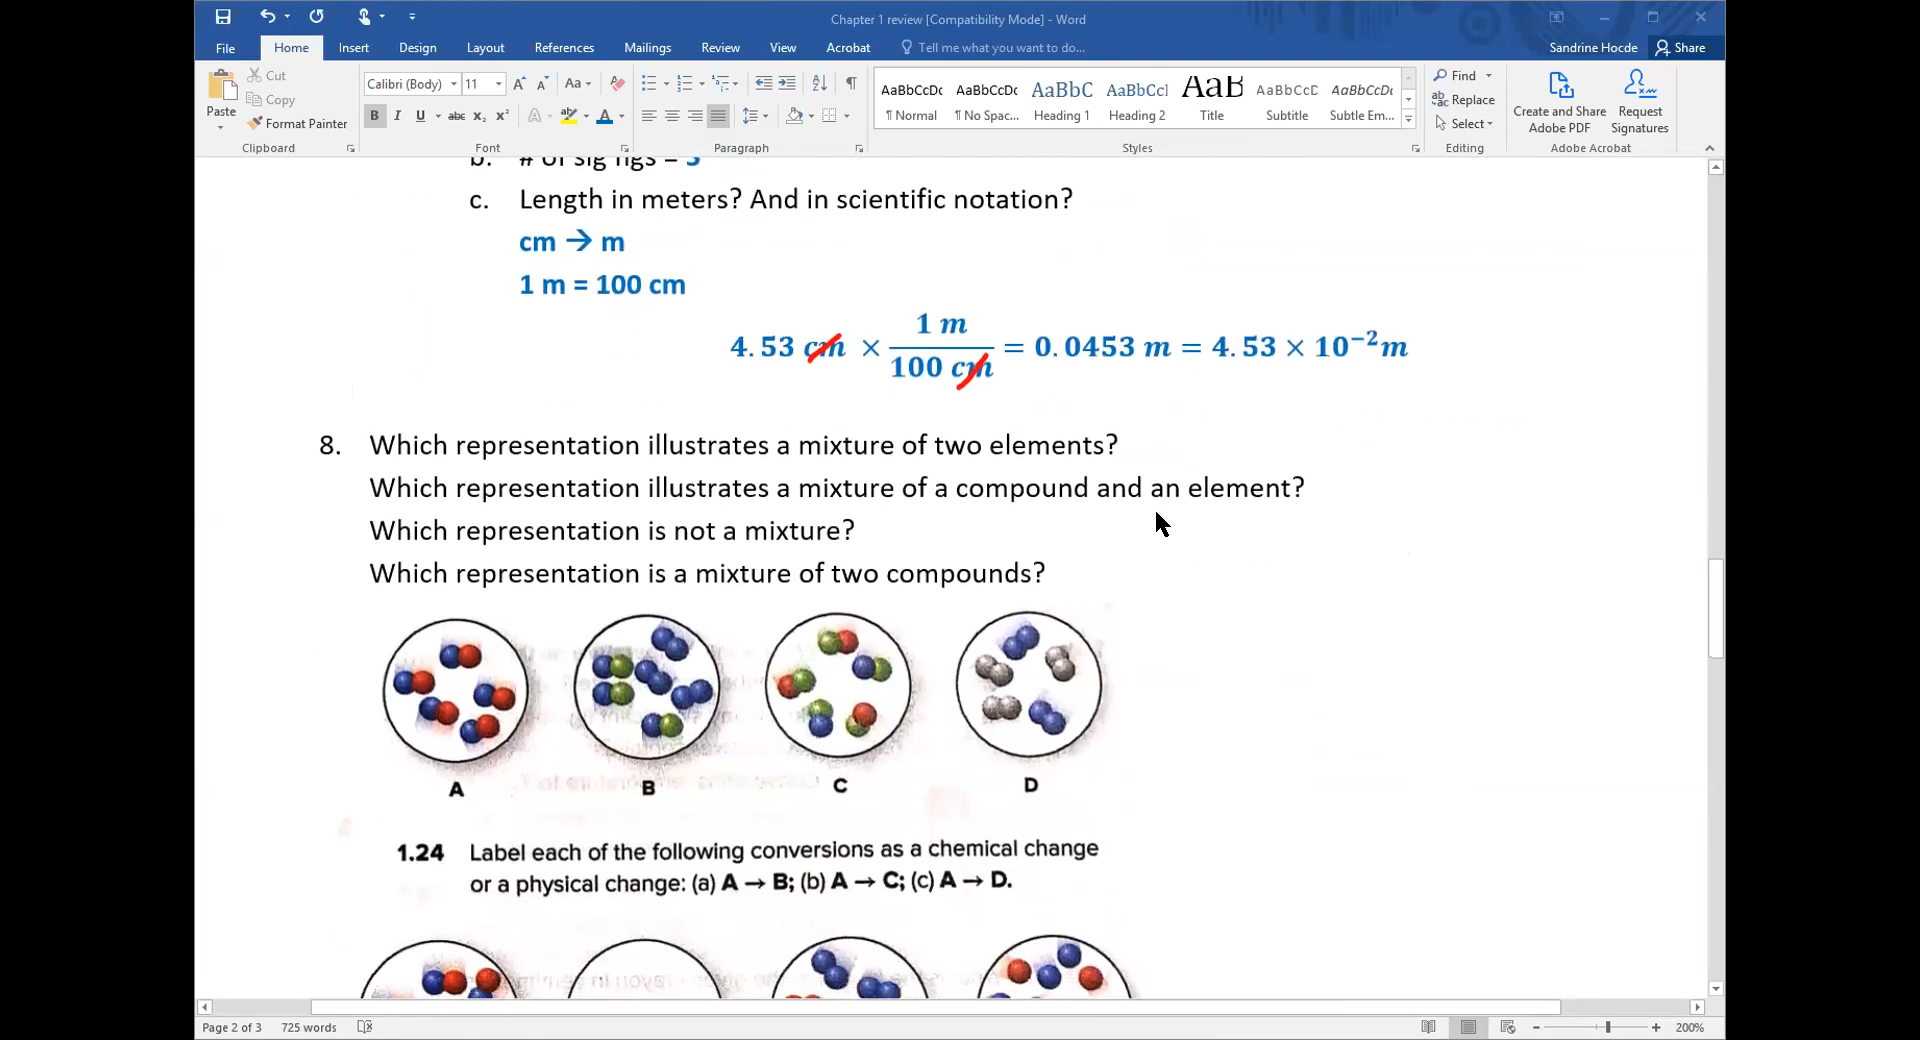 Chapter 1 review [Compatibility Mode] - Word
File Home Insert Design Layout References Mailings Review View Acrobat Tell me what you want to do... Sandrine Hocde Share
Paste
Cut
Copy
Format Painter
Clipboard
Calibri (Body) 11
Font
Paragraph
AaBbCcDc AaBbCcDc AaBbC AaBbCcI AaB AaBbCcD AaBbCcDc
¶ Normal ¶ No Spac... Heading 1 Heading 2 Title Subtitle Subtle Em...
Styles
Find
Replace
Select
Editing
Create and Share Adobe PDF
Request Signatures
Adobe Acrobat
b. # of sig figs = 3
c. Length in meters? And in scientific notation?
cm → m
1 m = 100 cm
4.53 cm × 1 m / 100 cm = 0.0453 m = 4.53 × 10⁻² m
8. Which representation illustrates a mixture of two elements?
Which representation illustrates a mixture of a compound and an element?
Which representation is not a mixture?
Which representation is a mixture of two compounds?
A B C D
1.24 Label each of the following conversions as a chemical change
or a physical change: (a) A → B; (b) A → C; (c) A → D.
Page 2 of 3 725 words 200%